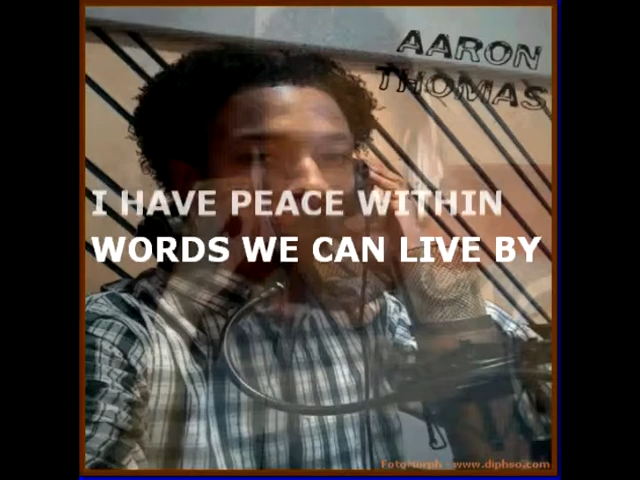 AARON
THOMAS
I HAVE PEACE WITHIN
WORDS WE CAN LIVE BY
FotoMorph - www.diphso.com